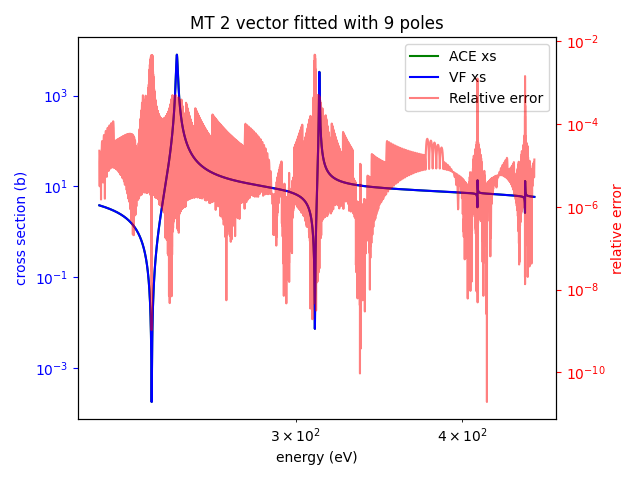 MT 2 vector fitted with 9 poles
ACE xs
VF xs
Relative error
cross section (b)
10³
10¹
10⁻¹
10⁻³
10⁻²
10⁻⁴
10⁻⁶
10⁻⁸
10⁻¹⁰
relative error
3 × 10²
4 × 10²
energy (eV)